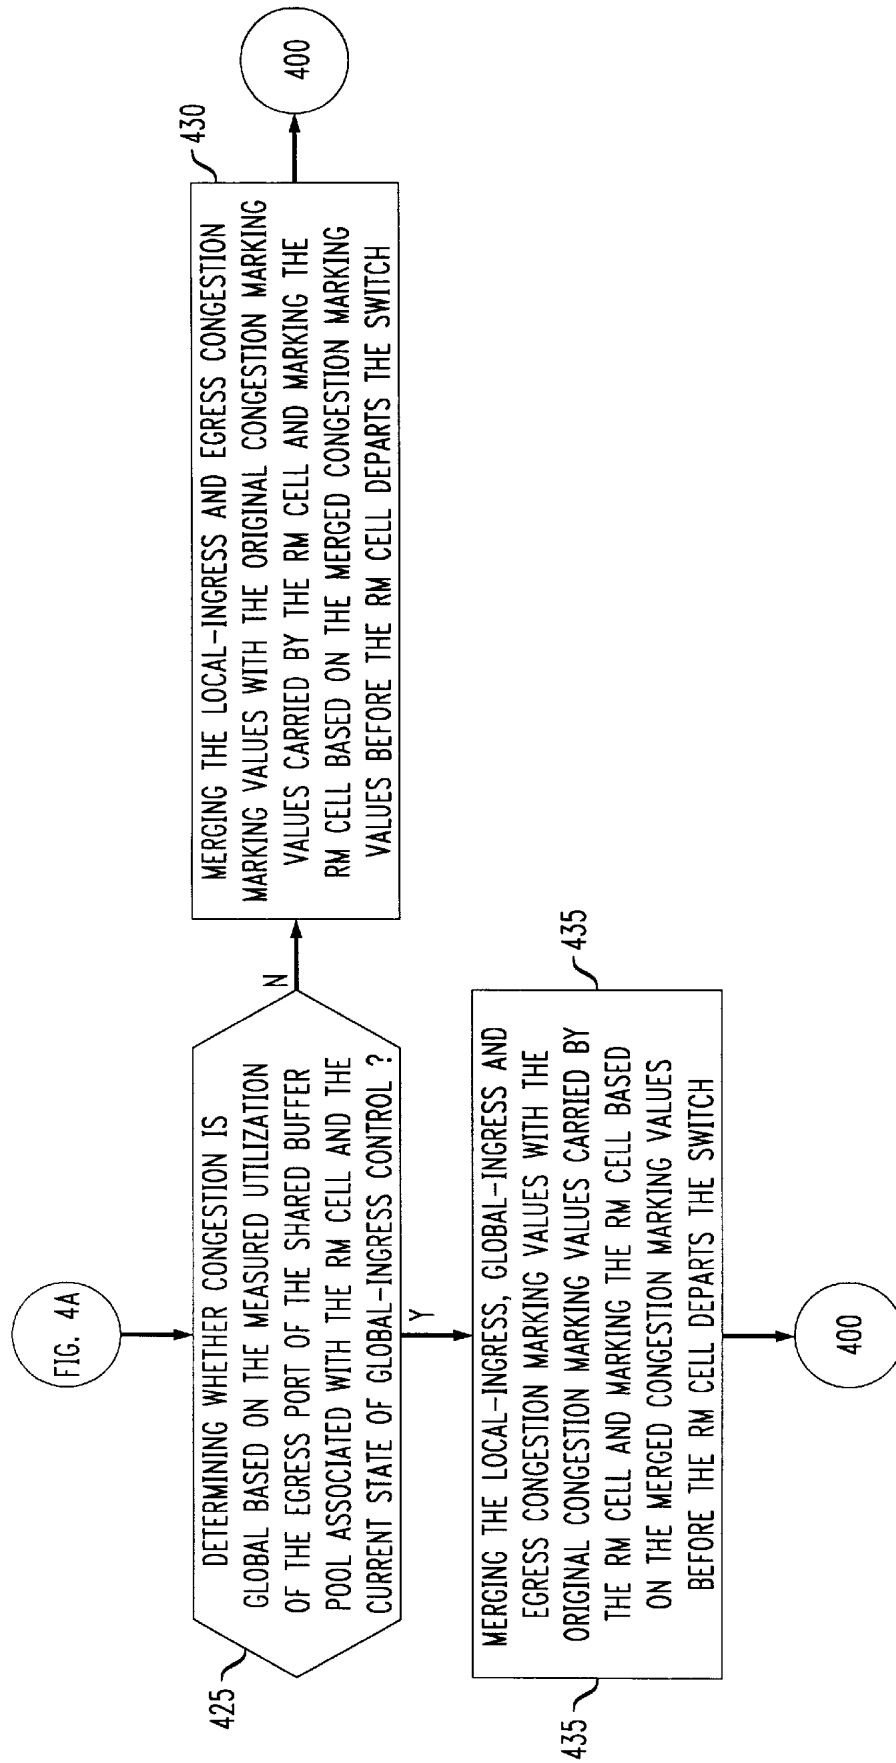 FIG. 4A
DETERMINING WHETHER CONGESTION IS
GLOBAL BASED ON THE MEASURED UTILIZATION
OF THE EGRESS PORT OF THE SHARED BUFFER
POOL ASSOCIATED WITH THE RM CELL AND THE
CURRENT STATE OF GLOBAL-INGRESS CONTROL ?
425
N
Y
MERGING THE LOCAL-INGRESS AND EGRESS CONGESTION
MARKING VALUES WITH THE ORIGINAL CONGESTION MARKING
VALUES CARRIED BY THE RM CELL AND MARKING THE
RM CELL BASED ON THE MERGED CONGESTION MARKING
VALUES BEFORE THE RM CELL DEPARTS THE SWITCH
430
400
MERGING THE LOCAL-INGRESS, GLOBAL-INGRESS AND
EGRESS CONGESTION MARKING VALUES WITH THE
ORIGINAL CONGESTION MARKING VALUES CARRIED BY
THE RM CELL AND MARKING THE RM CELL BASED
ON THE MERGED CONGESTION MARKING VALUES
BEFORE THE RM CELL DEPARTS THE SWITCH
435
435
400